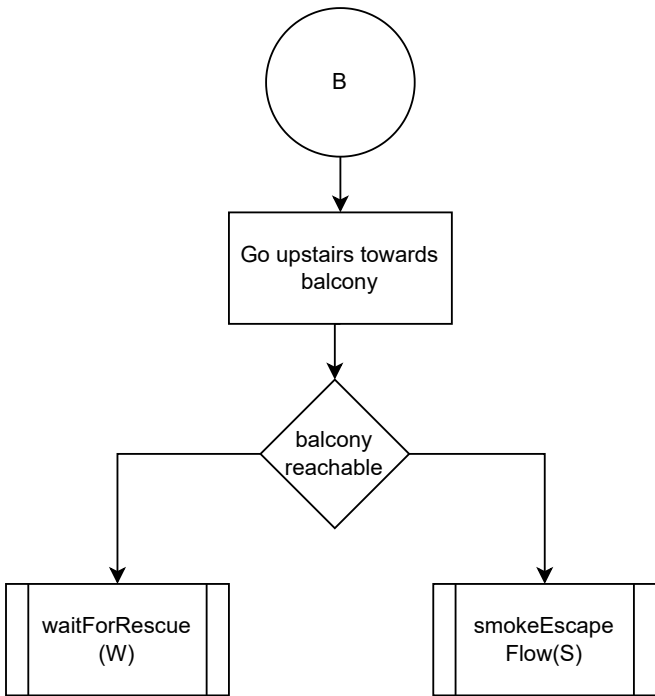 B
Go upstairs towards
balcony
balcony
reachable
waitForRescue
(W)
smokeEscape
Flow(S)